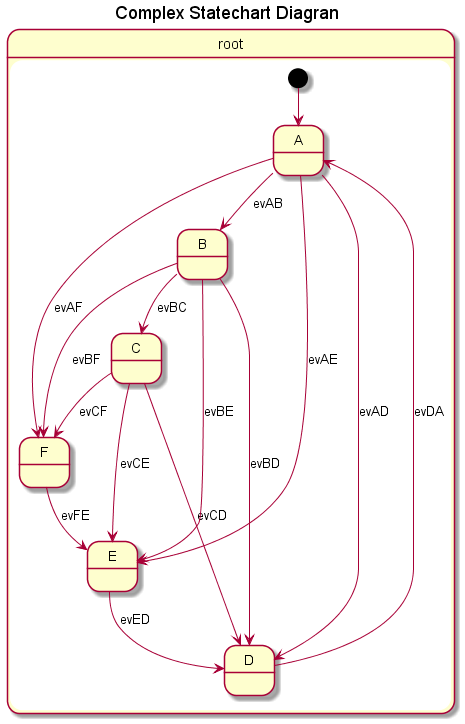 Complex Statechart Diagran
root
A
evAB
B
evAF
evBC
C
evBF
evAE
evCF
evBE
evAD
evDA
F
evCE
evBD
evFE
evCD
E
evED
D